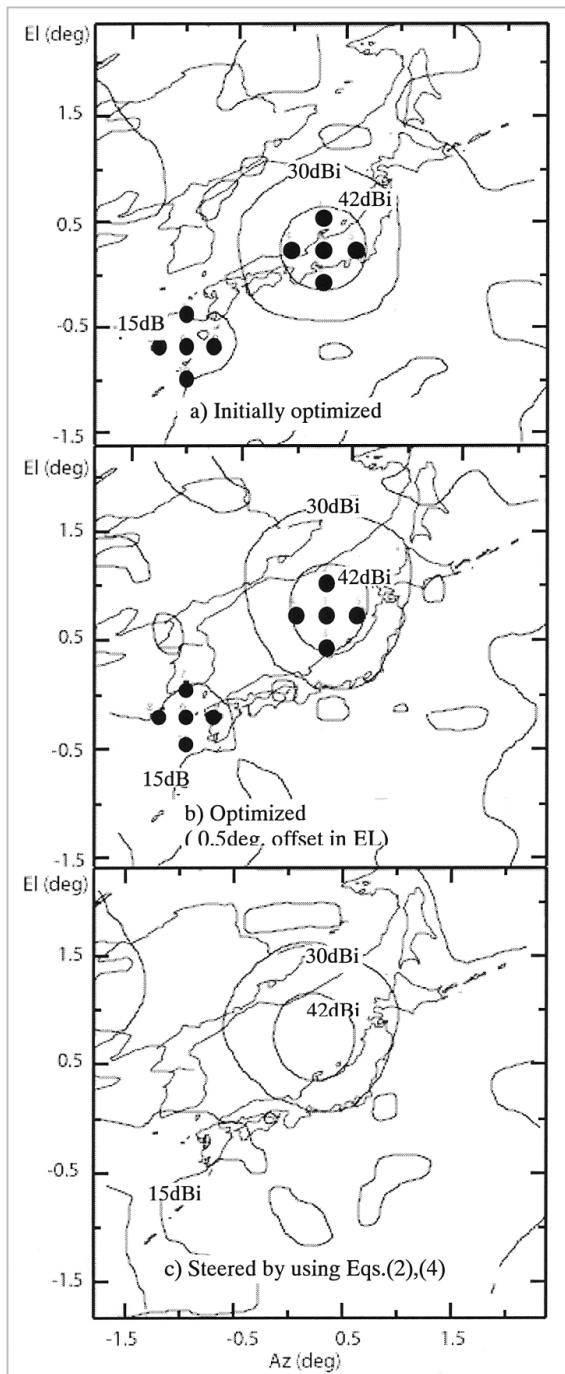 El (deg)
1.5
30dBi
42dBi
0.5
-0.5
15dB
a) Initially optimized
-1.5
El (deg)
30dBi
1.5
42dBi
0.5
-0.5
15dB
b) Optimized
( 0.5deg. offset in EL)
-1.5
El (deg)
1.5
30dBi
42dBi
0.5
-0.5
15dBi
c) Steered by using Eqs.(2),(4)
-1.5
-1.5 -0.5 0.5 1.5
Az (deg)